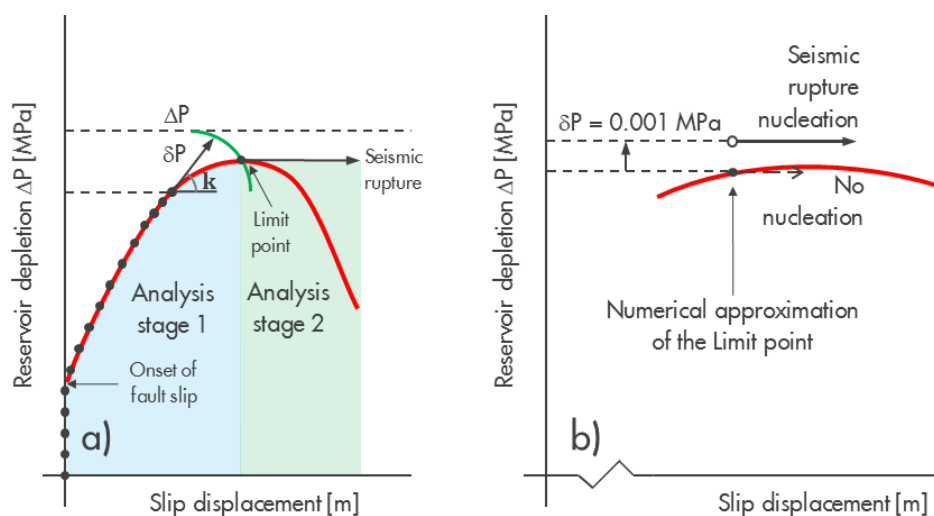 Reservoir depletion ΔP [MPa]
ΔP
δP
k
Seismic
rupture
Limit
point
Analysis
stage 1
Analysis
stage 2
Onset of
fault slip
a)
Slip displacement [m]
Reservoir depletion ΔP [MPa]
Seismic
rupture
nucleation
δP = 0.001 MPa
No
nucleation
Numerical approximation
of the Limit point
b)
Slip displacement [m]